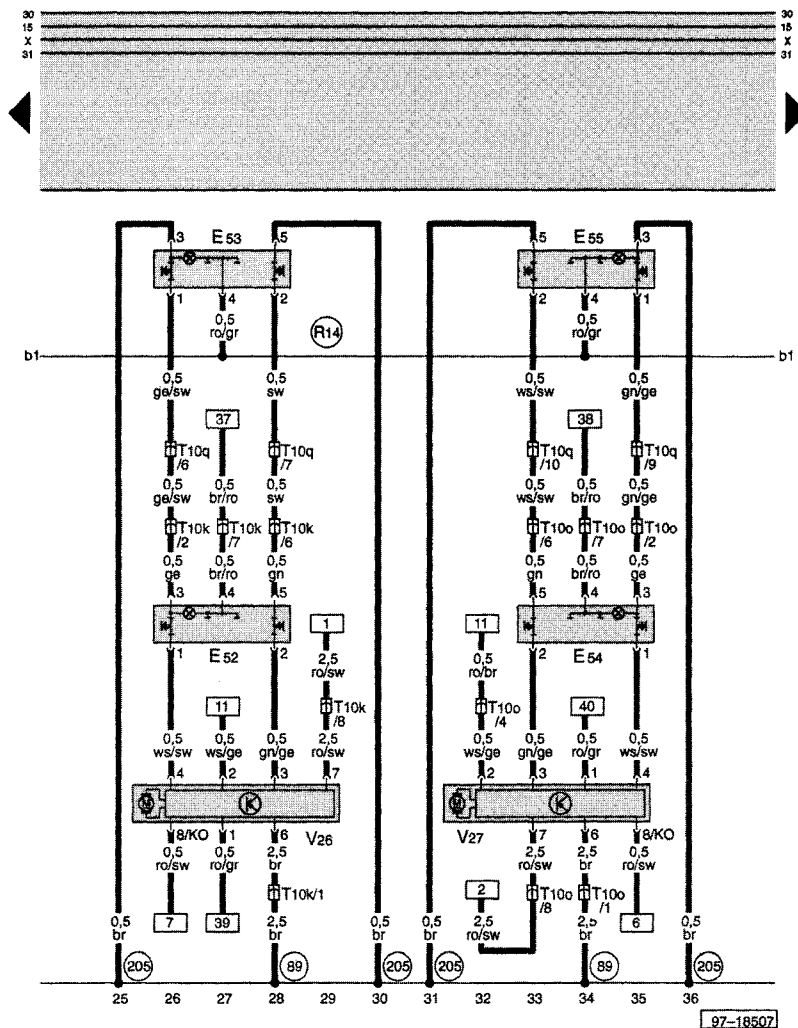 30 30
15 15
X X
31 31
3 E 53 5 5 E 55 3
1 4 2 2 4 1
0,5 0,5
ro/gr R14 ro/gr
b1 b1
0,5 0,5 0,5 0,5
ge/sw sw ws/sw gn/ge
37 38
T10q T10q T10q T10q
/6 /7 /10 /9
0,5 0,5 0,5 0,5 0,5 0,5
ge/sw br/ro sw ws/sw br/ro gn/ge
T10k T10k T10k T10o T10o T10o
/2 /7 /6 /6 /7 /2
0,5 0,5 0,5 0,5 0,5 0,5
ge br/ro gn gn br/ro ge
3 4 5 5 4 3
1 11
E 52 E 54
1 2 2,5 0,5 2 1
ro/sw ro/br
11 T10k T10o 40
/8 /4
0,5 0,5 0,5 2,5 0,5 0,5 0,5 0,5
ws/sw ws/ge gn/ge ro/sw ws/ge gn/ge ro/gr ws/sw
4 2 3 7 2 3 1 4
M K M K
8/KO 1 6 V26 V27 7 6 8/KO
0,5 0,5 2,5 2,5 2,5 0,5
ro/sw ro/gr br ro/sw br ro/sw
T10k/1 2 T10o T10o
/8 /1
7 39 6
0,5 2,5 0,5 0,5 2,5 2,5 0,5
br br br br ro/sw br br
205 89 205 205 89 205
25 26 27 28 29 30 31 32 33 34 35 36
97-18507